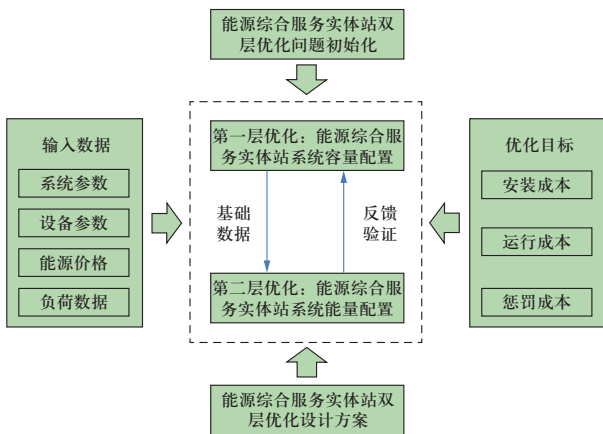 能源综合服务实体站双
层优化问题初始化
输入数据
系统参数
设备参数
能源价格
负荷数据
第一层优化：能源综合服
务实体站系统容量配置
基础
数据
反馈
验证
第二层优化：能源综合服
务实体站系统能量配置
优化目标
安装成本
运行成本
惩罚成本
能源综合服务实体站双
层优化设计方案